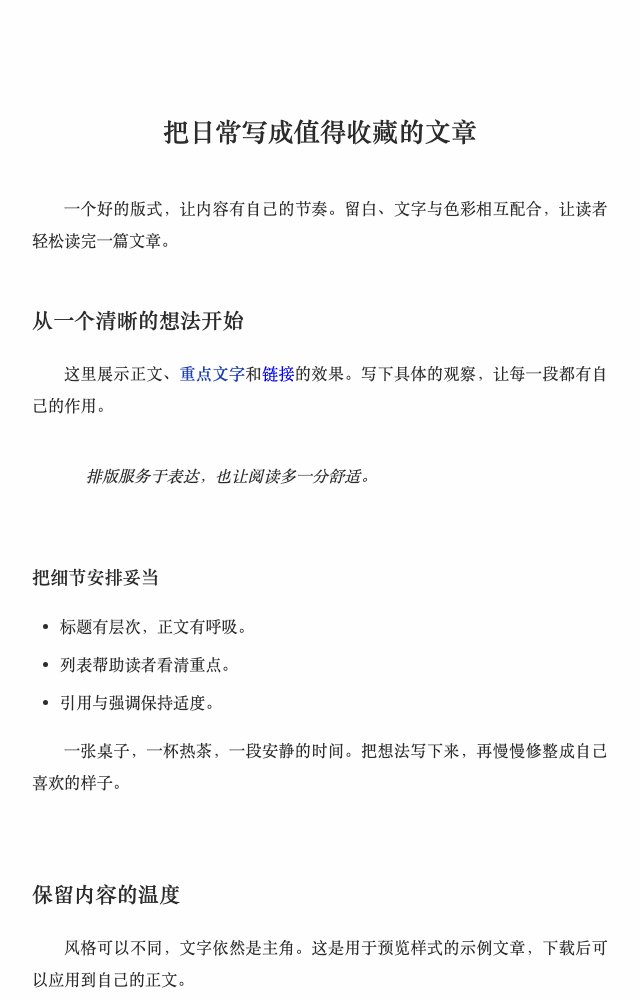 把日常写成值得收藏的文章
一个好的版式，让内容有自己的节奏。留白、文字与色彩相互配合，让读者
轻松读完一篇文章。
从一个清晰的想法开始
这里展示正文、重点文字和链接的效果。写下具体的观察，让每一段都有自
己的作用。
排版服务于表达，也让阅读多一分舒适。
把细节安排妥当
• 标题有层次，正文有呼吸。
• 列表帮助读者看清重点。
• 引用与强调保持适度。
一张桌子，一杯热茶，一段安静的时间。把想法写下来，再慢慢修整成自己
喜欢的样子。
保留内容的温度
风格可以不同，文字依然是主角。这是用于预览样式的示例文章，下载后可
以应用到自己的正文。